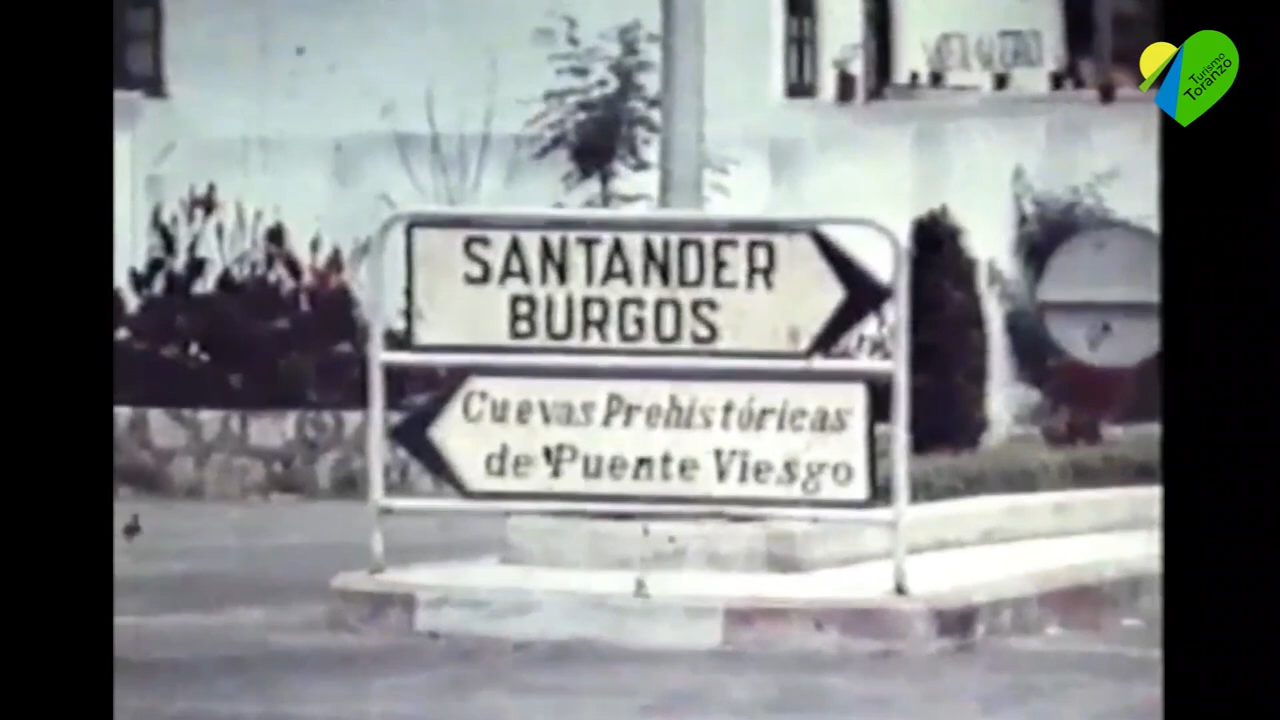 Turismo
Toranzo
SANTANDER
BURGOS
Cuevas Prehistóricas
de Puente Viesgo